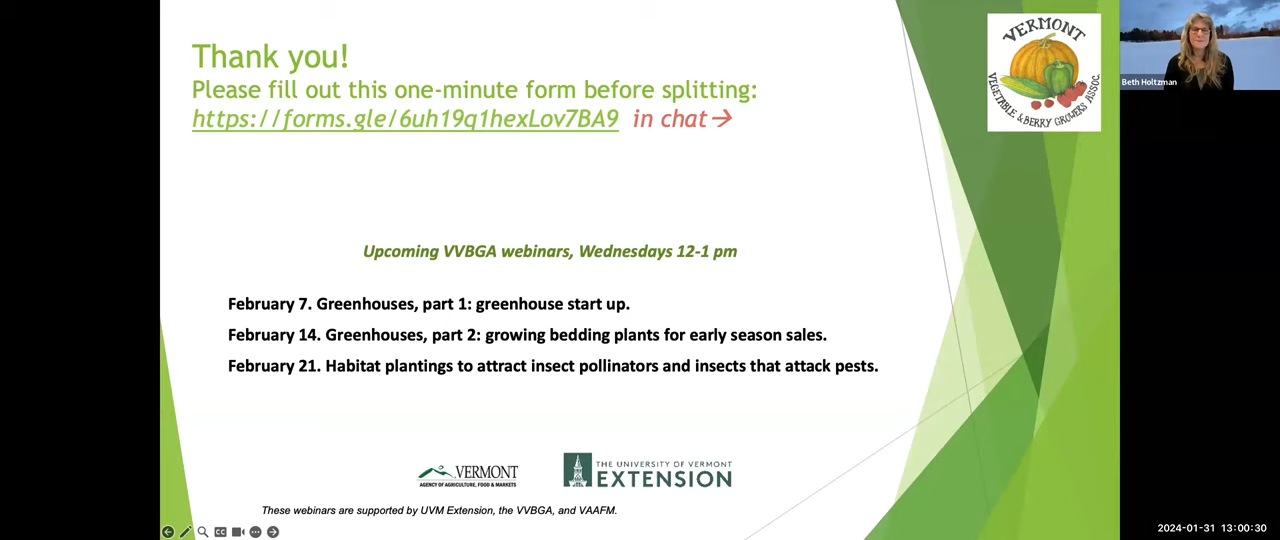 Thank you!
Please fill out this one-minute form before splitting:
https://forms.gle/6uh19q1hexLov7BA9 in chat→
VERMONT
VEGETABLE & BERRY GROWERS ASSOC.
Beth Holtzman
Upcoming VVBGA webinars, Wednesdays 12-1 pm
February 7. Greenhouses, part 1: greenhouse start up.
February 14. Greenhouses, part 2: growing bedding plants for early season sales.
February 21. Habitat plantings to attract insect pollinators and insects that attack pests.
VERMONT
AGENCY OF AGRICULTURE, FOOD & MARKETS
THE UNIVERSITY OF VERMONT
EXTENSION
These webinars are supported by UVM Extension, the VVBGA, and VAAFM.
CC
2024-01-31 13:00:30